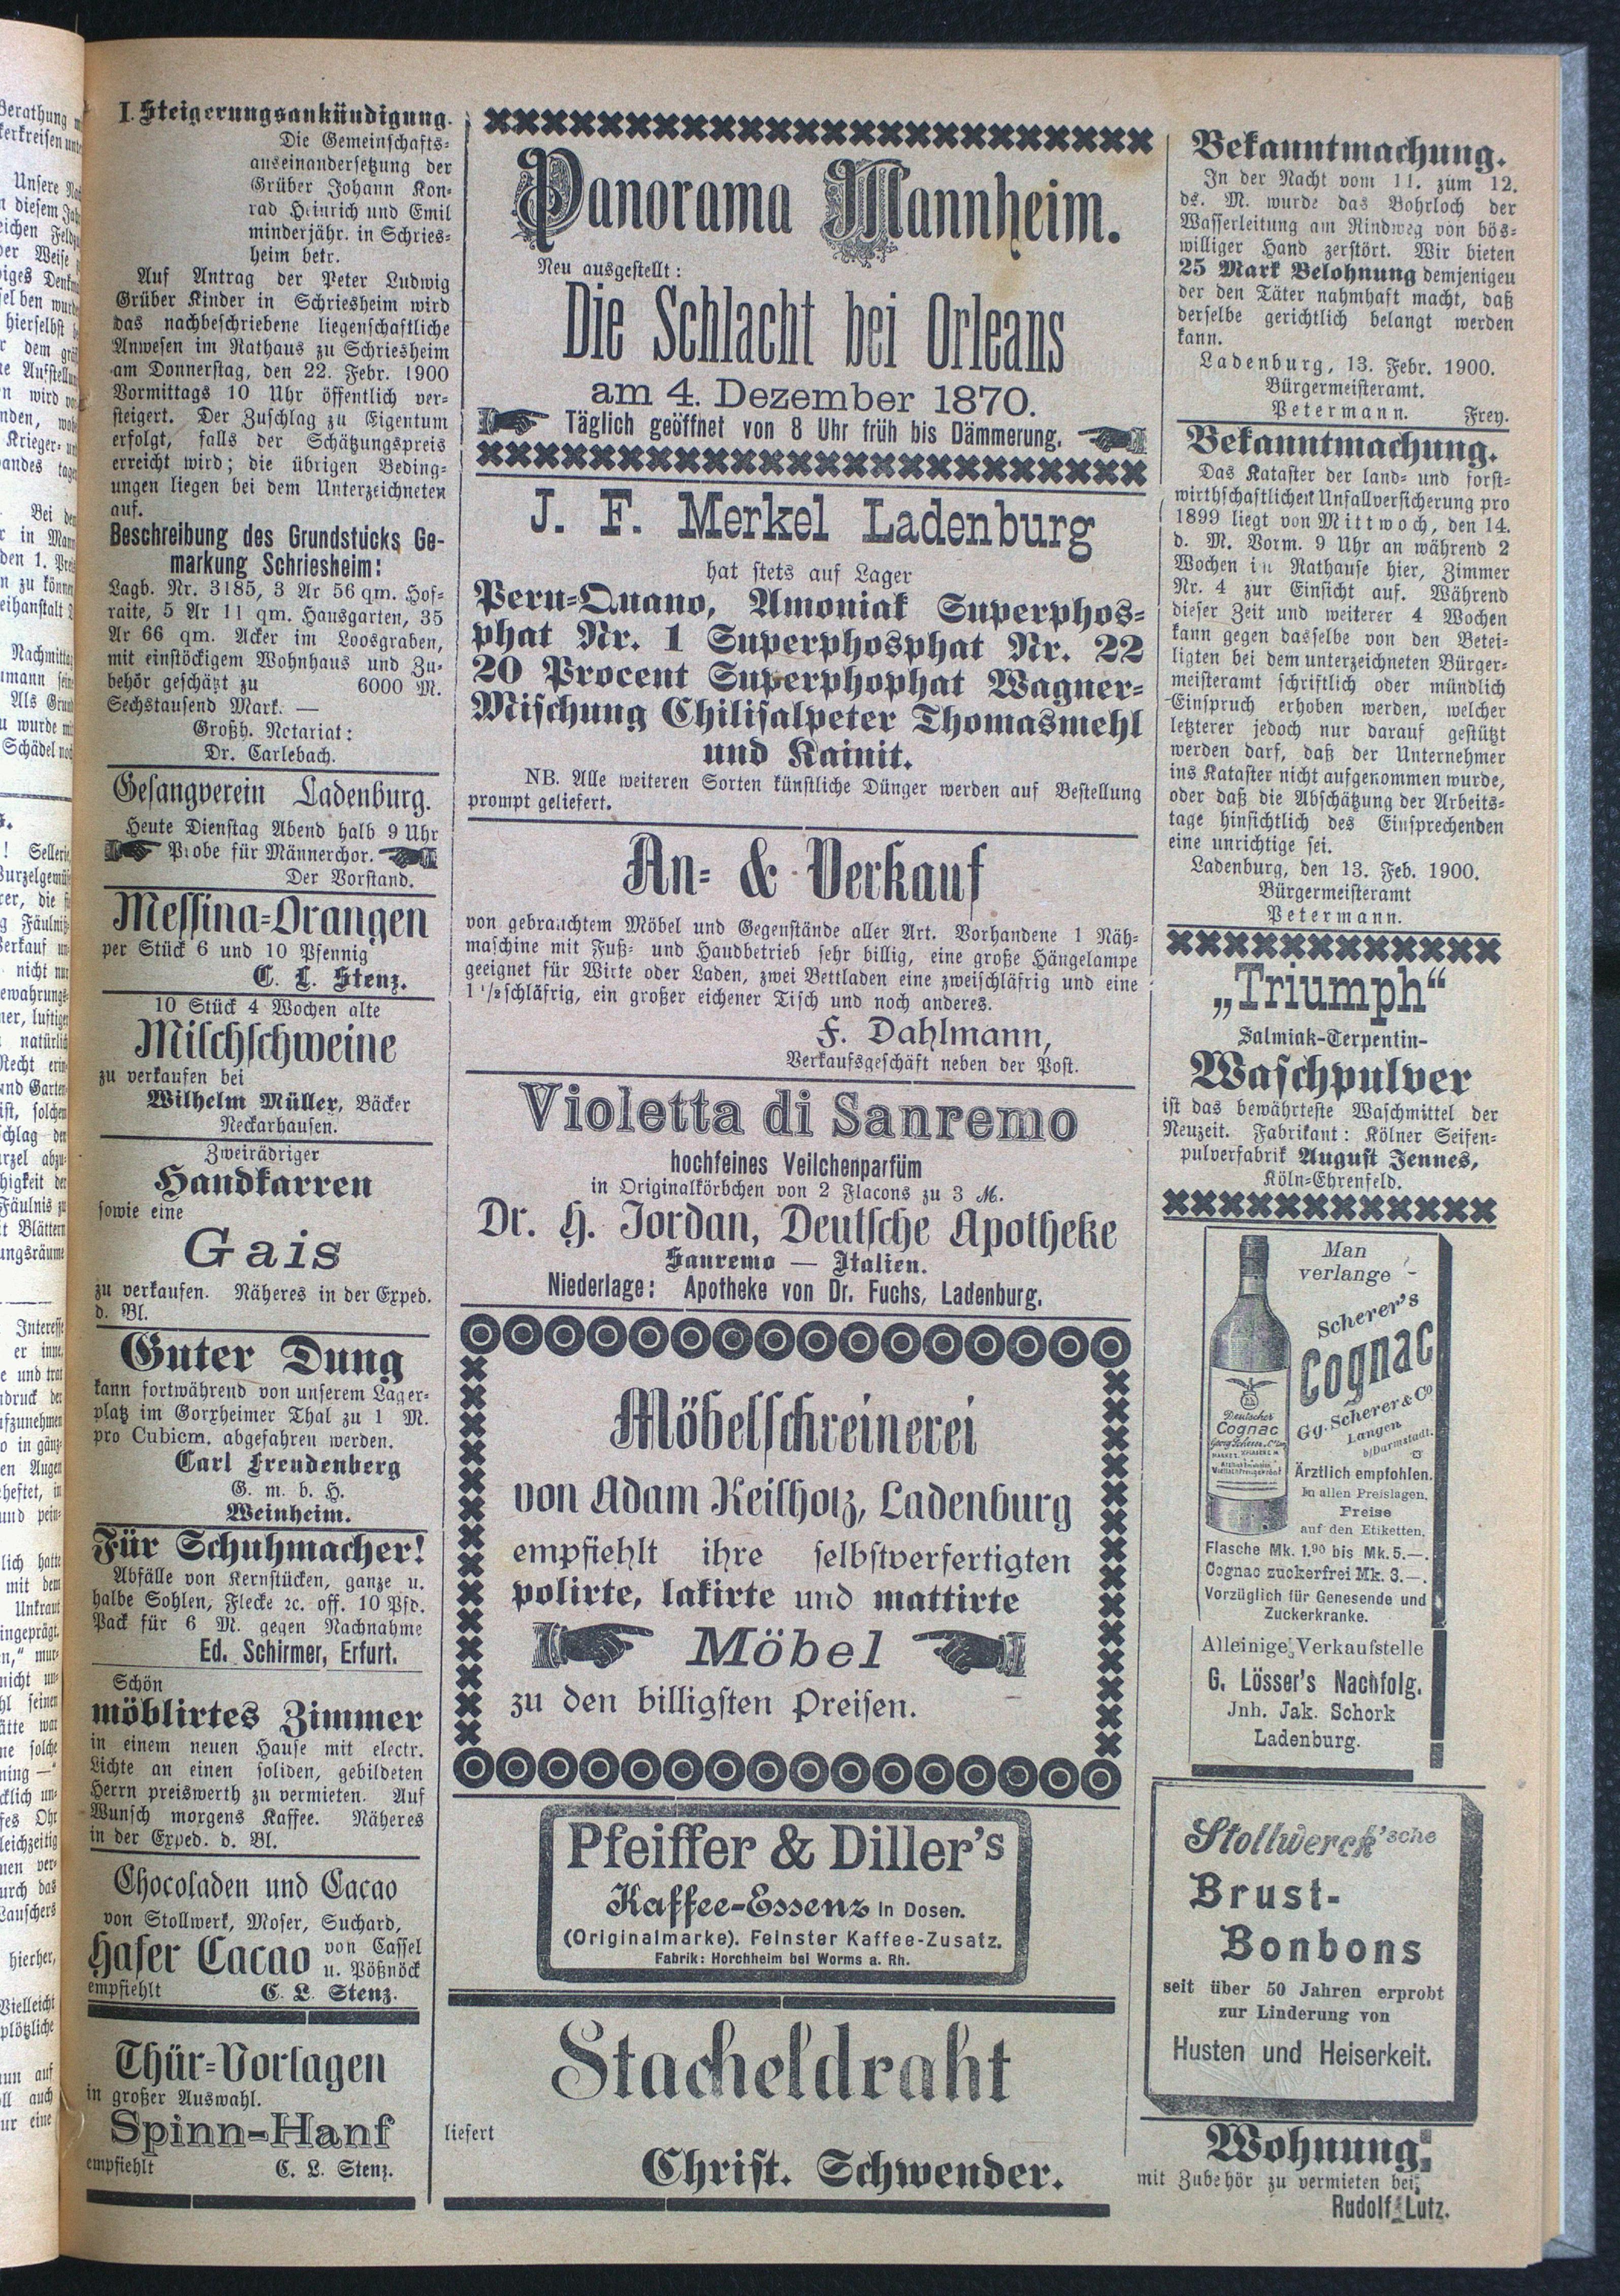 I. Steigerungsankündigung.
Die Gemeinschafts-
auseinandersetzung der
Grüber Johann Kon-
rad Heinrich und Emil
minderjähr. in Schries-
heim betr.
Auf Antrag der Peter Ludwig
Grüber Kinder in Schriesheim wird
das nachbeschriebene liegenschaftliche
Anwesen im Rathaus zu Schriesheim
am Donnerstag, den 22. Febr. 1900
Vormittags 10 Uhr öffentlich ver-
steigert. Der Zuschlag zu Eigentum
erfolgt, falls der Schätzungspreis
erreicht wird; die übrigen Beding-
ungen liegen bei dem Unterzeichneten
auf.
Beschreibung des Grundstücks Ge-
markung Schriesheim:
Lagb. Nr. 3185, 3 Ar 56 qm. Hof-
raite, 5 Ar 11 qm. Hausgarten, 35
Ar 66 qm. Acker im Loosgraben,
mit einstöckigem Wohnhaus und Zu-
behör geschätzt zu 6000 M.
Sechstausend Mark. —
Großh. Notariat:
Dr. Carlebach.
Gesangverein Ladenburg.
Heute Dienstag Abend halb 9 Uhr
Probe für Männerchor.
Der Vorstand.
Messina-Orangen
per Stück 6 und 10 Pfennig
C. L. Stenz.
10 Stück 4 Wochen alte
Milchschweine
zu verkaufen bei
Wilhelm Müller, Bäcker
Neckarhausen.
Zweirädriger
Handkarren
sowie eine
Gais
zu verkaufen. Näheres in der Exped.
d. Bl.
Guter Dung
kann fortwährend von unserem Lager-
platz im Gorxheimer Thal zu 1 M.
pro Cubicm. abgefahren werden.
Carl Freudenberg
G. m. b. H.
Weinheim.
Für Schuhmacher!
Abfälle von Kernstücken, ganze u.
halbe Sohlen, Flecke ꝛc. off. 10 Pfd.
Pack für 6 M. gegen Nachnahme
Ed. Schirmer, Erfurt.
Schön
möblirtes Zimmer
in einem neuen Hause mit electr.
Lichte an einen soliden, gebildeten
Herrn preiswerth zu vermieten. Auf
Wunsch morgens Kaffee. Näheres
in der Exped. d. Bl.
Chocoladen und Cacao
von Stollwerk, Moser, Suchard,
Hafer Cacao von Cassel
u. Pößnöck
empfiehlt C. L. Stenz.
Thür-Vorlagen
in großer Auswahl.
Spinn-Hanf
empfiehlt C. L. Stenz.
Panorama Mannheim.
Neu ausgestellt:
Die Schlacht bei Orleans
am 4. Dezember 1870.
Täglich geöffnet von 8 Uhr früh bis Dämmerung.
J. F. Merkel Ladenburg
hat stets auf Lager
Peru-Quano, Amoniak Superphos-
phat Nr. 1 Superphosphat Nr. 22
20 Procent Superphophat Wagner-
Mischung Chilisalpeter Thomasmehl
und Kainit.
NB. Alle weiteren Sorten künstliche Dünger werden auf Bestellung
prompt geliefert.
An- & Verkauf
von gebrauchtem Möbel und Gegenstände aller Art. Vorhandene 1 Näh-
maschine mit Fuß- und Handbetrieb sehr billig, eine große Hängelampe
geeignet für Wirte oder Laden, zwei Bettladen eine zweischläfrig und eine
1 1/2schläfrig, ein großer eichener Tisch und noch anderes.
F. Dahlmann,
Verkaufsgeschäft neben der Post.
Violetta di Sanremo
hochfeines Veilchenparfüm
in Originalkörbchen von 2 Flacons zu 3 M.
Dr. H. Jordan, Deutsche Apotheke
Sanremo — Italien.
Niederlage: Apotheke von Dr. Fuchs, Ladenburg.
Möbelschreinerei
von Adam Keilholz, Ladenburg
empfiehlt ihre selbstverfertigten
polirte, lakirte und mattirte
Möbel
zu den billigsten Preisen.
Pfeiffer & Diller's
Kaffee-Essenz in Dosen.
(Originalmarke). Feinster Kaffee-Zusatz.
Fabrik: Horchheim bei Worms a. Rh.
Stacheldraht
liefert
Christ. Schwender.
Bekanntmachung.
In der Nacht vom 11. zum 12.
ds. M. wurde das Bohrloch der
Wasserleitung am Rindweg von bös-
williger Hand zerstört. Wir bieten
25 Mark Belohnung demjenigen
der den Täter nahmhaft macht, daß
derselbe gerichtlich belangt werden
kann.
Ladenburg, 13. Febr. 1900.
Bürgermeisteramt.
Petermann. Frey.
Bekanntmachung.
Das Kataster der land- und forst-
wirthschaftlichen Unfallversicherung pro
1899 liegt von Mittwoch, den 14.
d. M. Vorm. 9 Uhr an während 2
Wochen in Rathause hier, Zimmer
Nr. 4 zur Einsicht auf. Während
dieser Zeit und weiterer 4 Wochen
kann gegen dasselbe von den Betei-
ligten bei dem unterzeichneten Bürger-
meisteramt schriftlich oder mündlich
Einspruch erhoben werden, welcher
letzterer jedoch nur darauf gestützt
werden darf, daß der Unternehmer
ins Kataster nicht aufgenommen wurde,
oder daß die Abschätzung der Arbeits-
tage hinsichtlich des Einsprechenden
eine unrichtige sei.
Ladenburg, den 13. Feb. 1900.
Bürgermeisteramt
Petermann.
„Triumph“
Salmiak-Terpentin-
Waschpulver
ist das bewährteste Waschmittel der
Neuzeit. Fabrikant: Kölner Seifen-
pulverfabrik August Jennes,
Köln-Ehrenfeld.
Man
verlange
Scherer's
Cognac
Gg. Scherer & Co
Langen
b/Darmstadt.
Deutscher
Cognac
Ärztlich empfohlen.
In allen Preislagen.
Preise
auf den Etiketten.
Flasche Mk. 1.90 bis Mk. 5.—.
Cognac zuckerfrei Mk. 3.—.
Vorzüglich für Genesende und
Zuckerkranke.
Alleinige Verkaufstelle
G. Lösser's Nachfolg.
Jnh. Jak. Schork
Ladenburg.
Stollwerck'sche
Brust-
Bonbons
seit über 50 Jahren erprobt
zur Linderung von
Husten und Heiserkeit.
Wohnung
mit Zubehör zu vermieten bei
Rudolf Lutz.